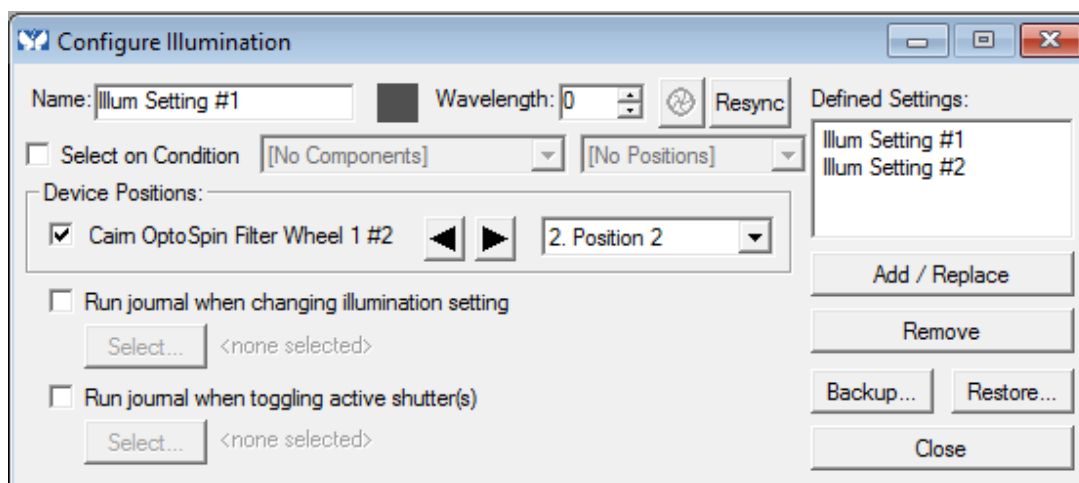 Configure Illumination
Name: Illum Setting #1 Wavelength: 0 Resync
Select on Condition [No Components] [No Positions]
Device Positions:
Cairn OptoSpin Filter Wheel 1 #2 2. Position 2
Run journal when changing illumination setting
Select... <none selected>
Run journal when toggling active shutter(s)
Select... <none selected>
Defined Settings:
Illum Setting #1
Illum Setting #2
Add / Replace
Remove
Backup... Restore...
Close